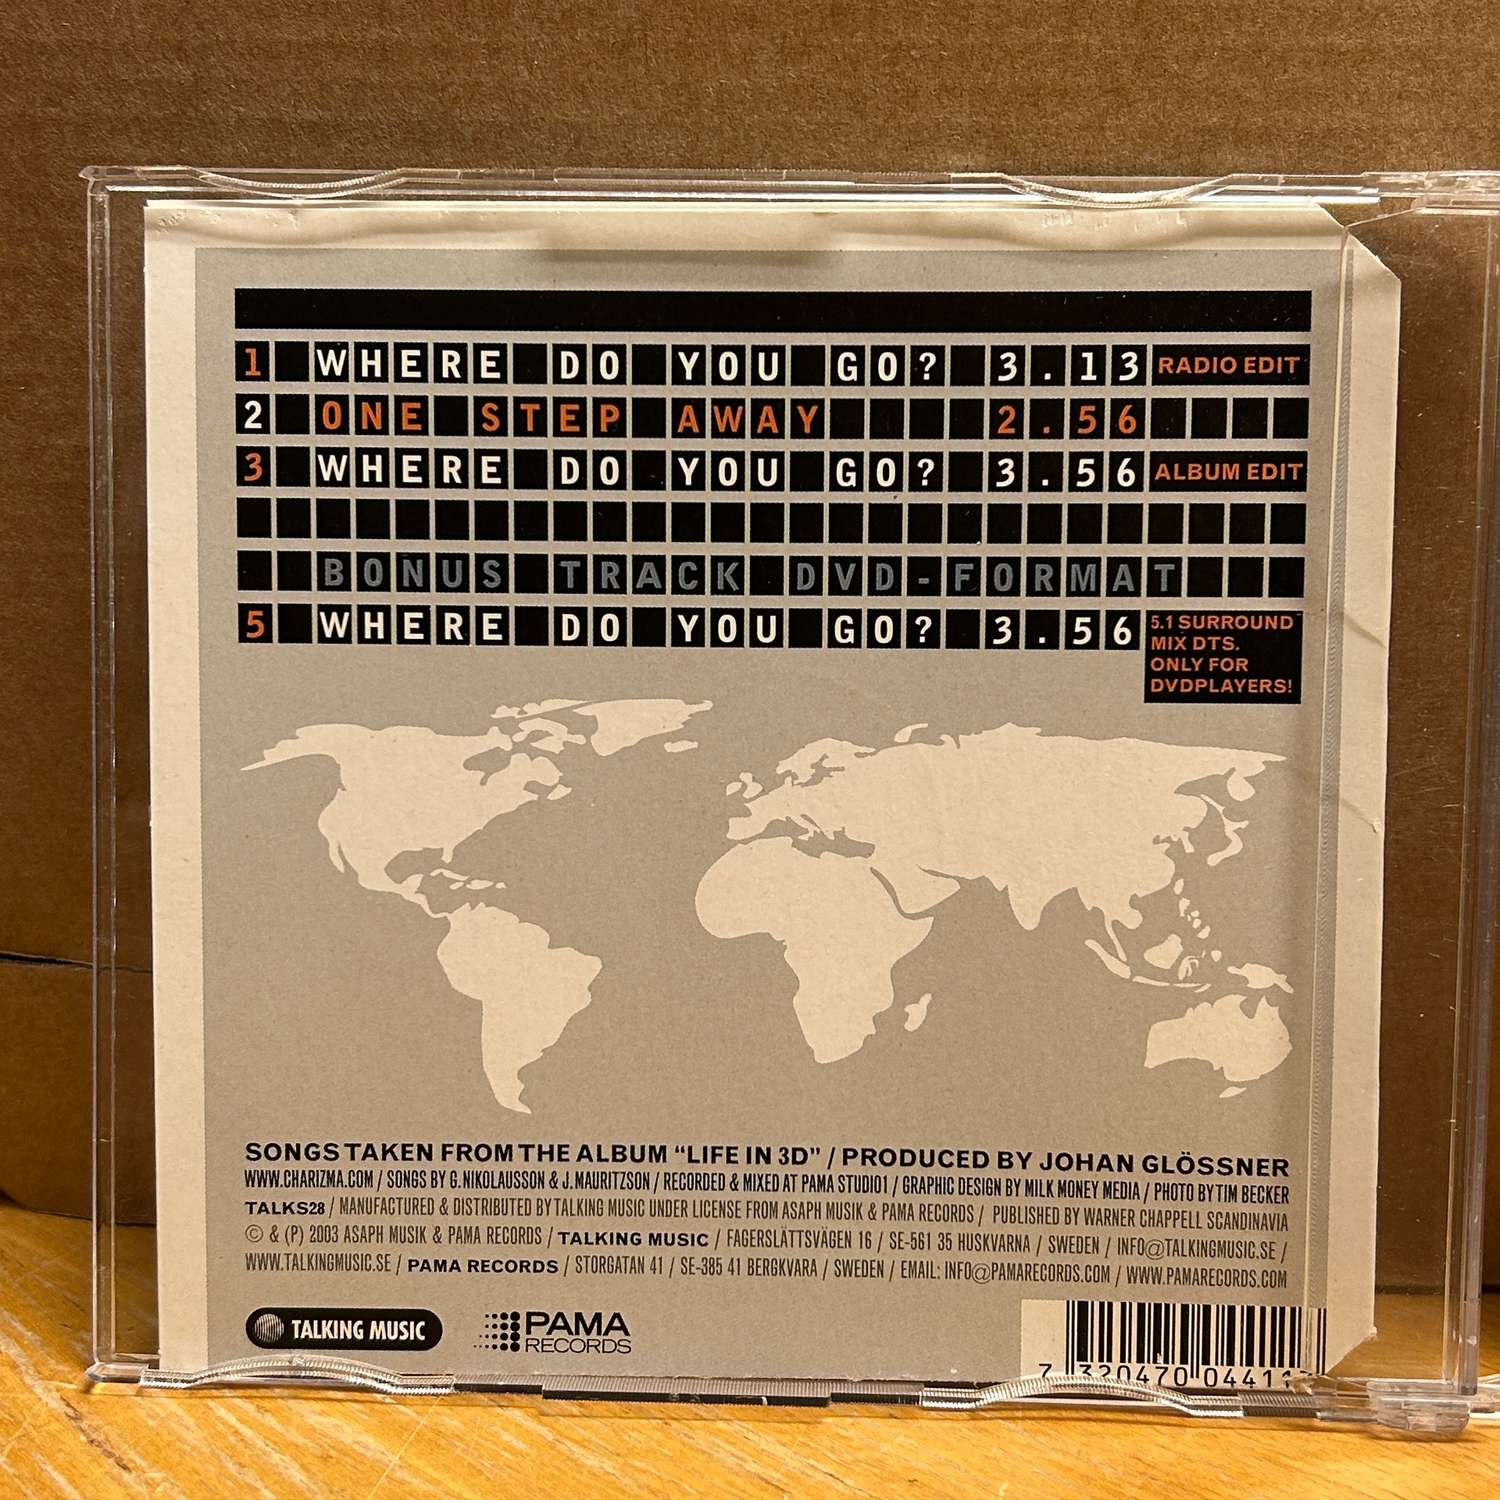 1 WHERE DO YOU GO? 3.13 RADIO EDIT
2 ONE STEP AWAY 2.56
3 WHERE DO YOU GO? 3.56 ALBUM EDIT
BONUS TRACK DVD-FORMAT
5 WHERE DO YOU GO? 3.56 5.1 SURROUND
MIX DTS.
ONLY FOR
DVDPLAYERS!
SONGS TAKEN FROM THE ALBUM “LIFE IN 3D” / PRODUCED BY JOHAN GLÖSSNER
WWW.CHARIZMA.COM / SONGS BY G.NIKOLAUSSON & J.MAURITZSON / RECORDED & MIXED AT PAMA STUDIO1 / GRAPHIC DESIGN BY MILK MONEY MEDIA / PHOTO BY TIM BECKER
TALKS28 / MANUFACTURED & DISTRIBUTED BY TALKING MUSIC UNDER LICENSE FROM ASAPH MUSIK & PAMA RECORDS / PUBLISHED BY WARNER CHAPPELL SCANDINAVIA
© & (P) 2003 ASAPH MUSIK & PAMA RECORDS / TALKING MUSIC / FAGERSLÄTTSVÄGEN 16 / SE-561 35 HUSKVARNA / SWEDEN / INFO@TALKINGMUSIC.SE /
WWW.TALKINGMUSIC.SE / PAMA RECORDS / STORGATAN 41 / SE-385 41 BERGKVARA / SWEDEN / EMAIL: INFO@PAMARECORDS.COM / WWW.PAMARECORDS.COM
TALKING MUSIC
PAMA
RECORDS
7 320470